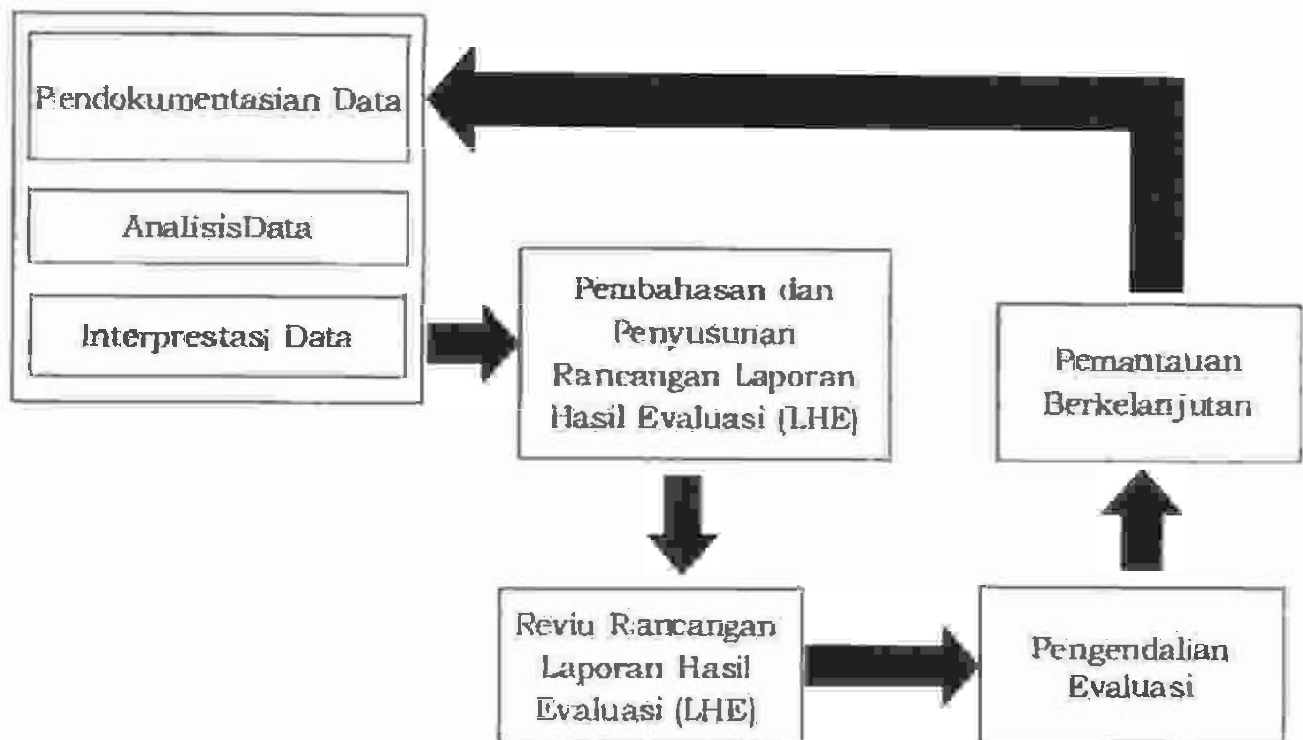 Pendokumentasian Data
AnalisisData
Interprestasi Data
Pembahasan dan
Penyusunan
Rancangan Laporan
Hasil Evaluasi (LHE)
Reviu Rancangan
Laporan Hasil
Evaluasi (LHE)
Pengendalian
Evaluasi
Pemantauan
Berkelanjutan